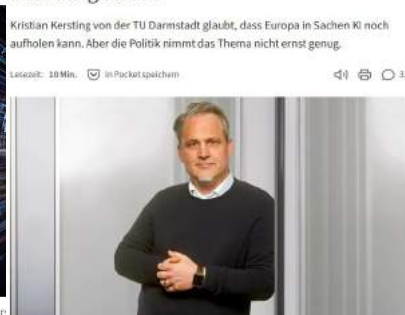 Kristian Kersting von der TU Darmstadt glaubt, dass Europa in Sachen KI noch
aufholen kann. Aber die Politik nimmt das Thema nicht ernst genug.
Lesezeit: 10 Min. In Pocket speichern